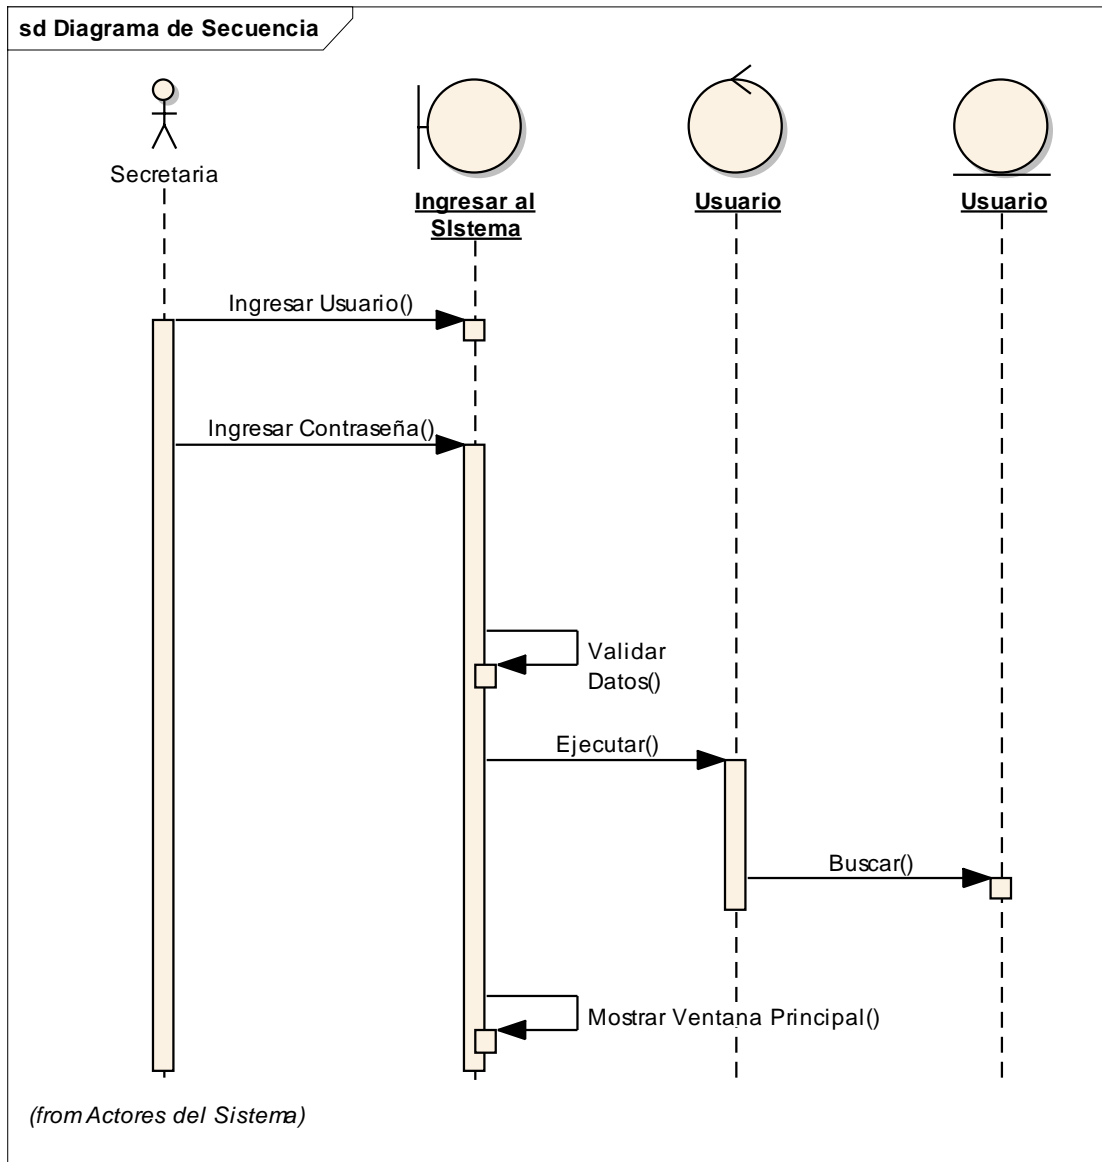 sd Diagrama de Secuencia
Secretaria
Ingresar al
SIstema
Usuario
Usuario
Ingresar Usuario()
Ingresar Contraseña()
Validar
Datos()
Ejecutar()
Buscar()
Mostrar Ventana Principal()
(from Actores del Sistema)